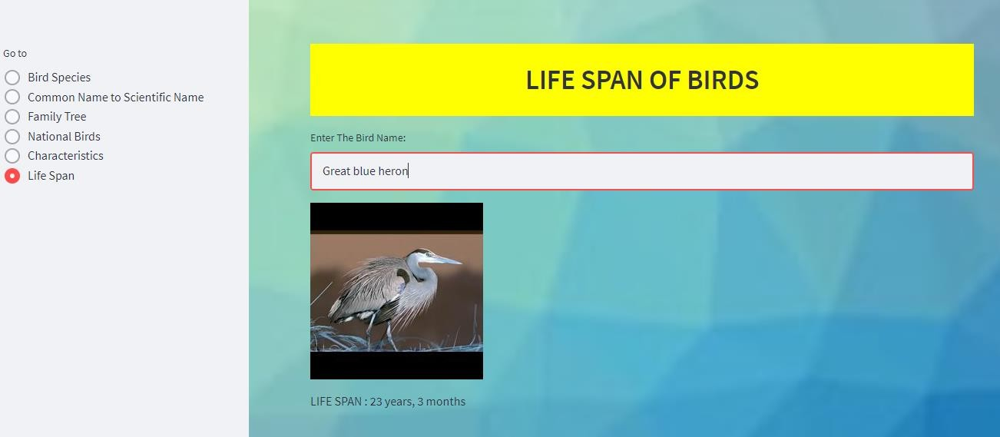 Go to
Bird Species
Common Name to Scientific Name
Family Tree
National Birds
Characteristics
Life Span
LIFE SPAN OF BIRDS
Enter The Bird Name:
Great blue heron
LIFE SPAN : 23 years, 3 months